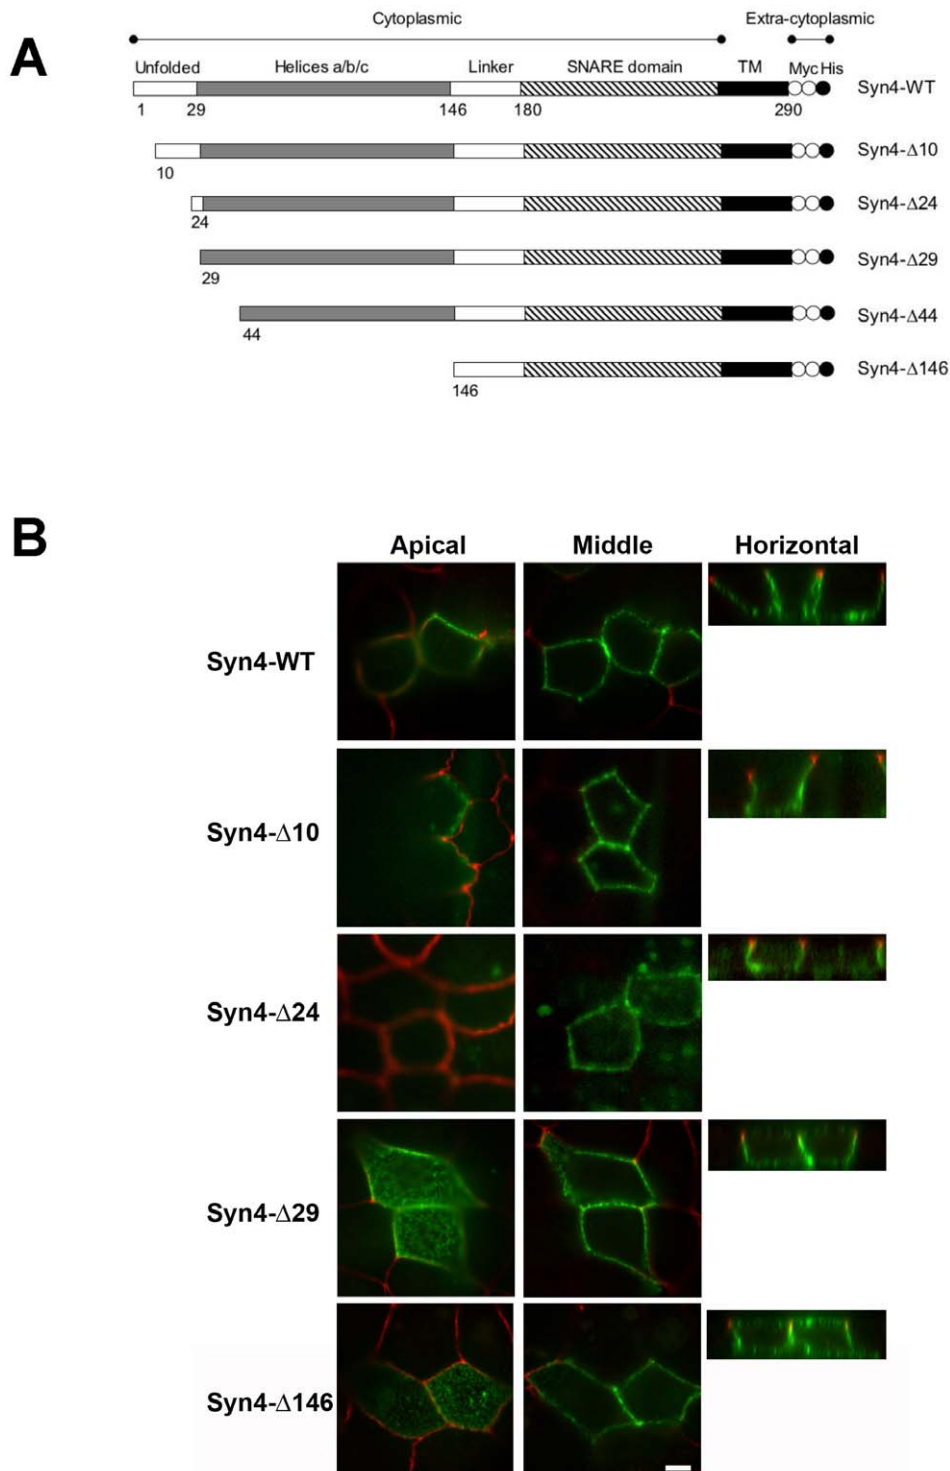 A
Cytoplasmic Extra-cytoplasmic
Unfolded Helices a/b/c Linker SNARE domain TM Myc His
Syn4-WT
1 29 146 180 290
Syn4-Δ10
10
Syn4-Δ24
24
Syn4-Δ29
29
Syn4-Δ44
44
Syn4-Δ146
146
B
Apical Middle Horizontal
Syn4-WT
Syn4-Δ10
Syn4-Δ24
Syn4-Δ29
Syn4-Δ146